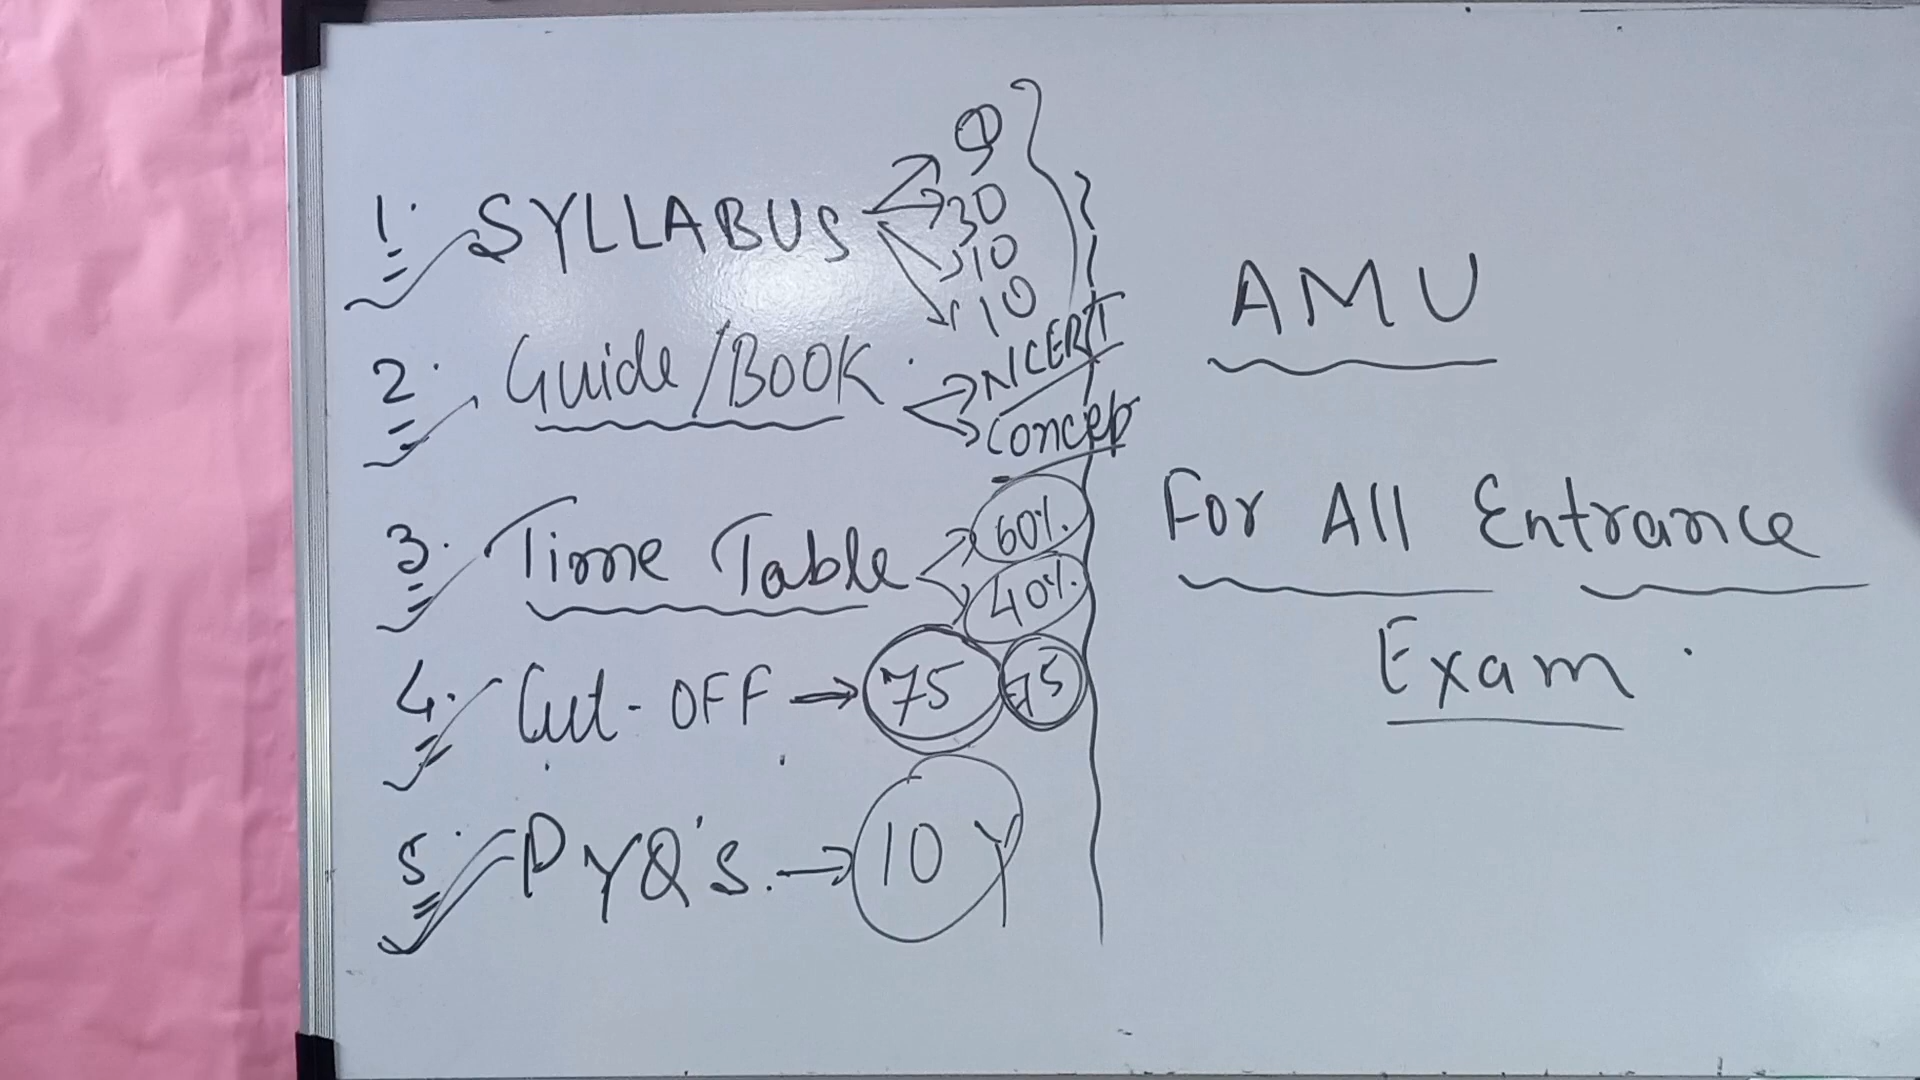 1. SYLLABUS
30
10
10
2. Guide/BOOK
NCERT
Concep
3. Time Table
60%.
40%.
4. Cut-OFF → 75 75
5. PYQ's. → 10 Y
AMU
For All Entrance
Exam.